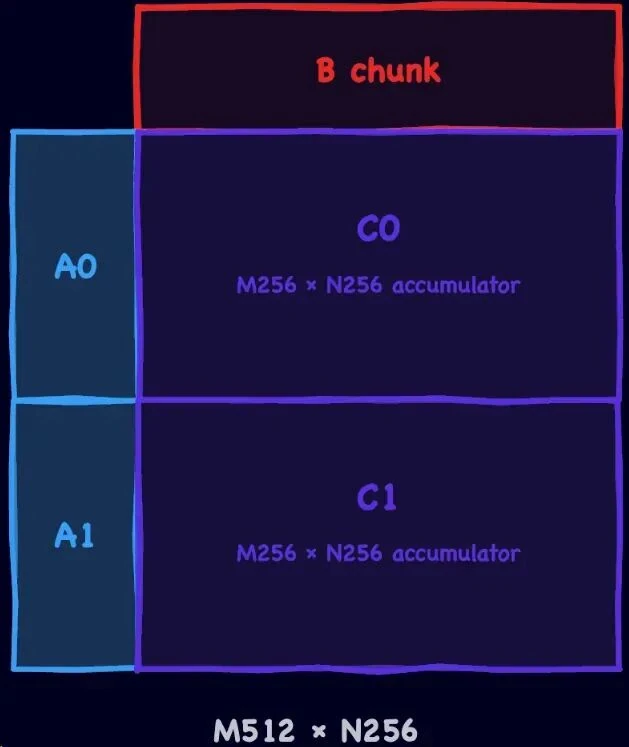 B chunk
A0
C0
M256 × N256 accumulator
A1
C1
M256 × N256 accumulator
M512 × N256